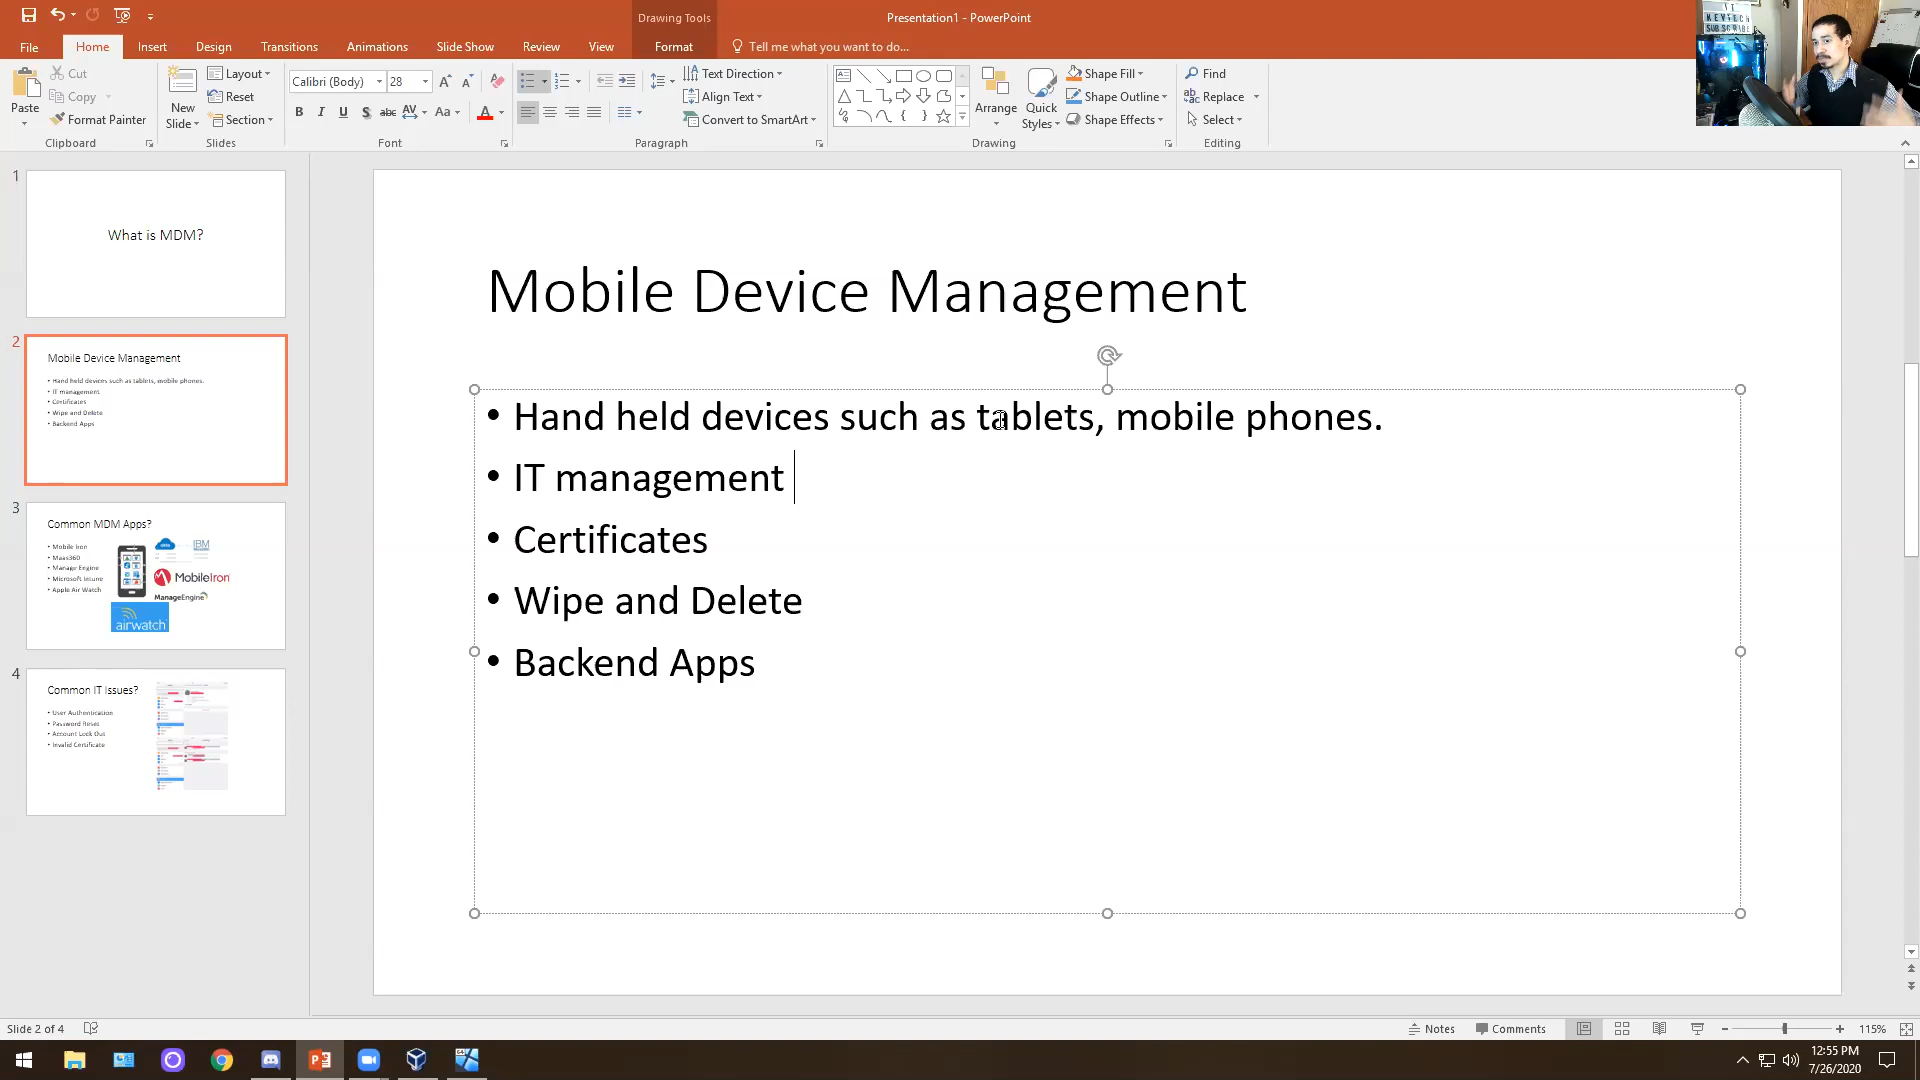 Drawing Tools
Presentation1 - PowerPoint
File
Home
Insert
Design
Transitions
Animations
Slide Show
Review
View
Format
Tell me what you want to do...
KEVTECH
SUBSCRIBE
Paste
Cut
Copy
Format Painter
Clipboard
New
Slide
Layout
Reset
Section
Slides
Calibri (Body)
28
Font
Paragraph
Text Direction
Align Text
Convert to SmartArt
Arrange
Quick
Styles
Shape Fill
Shape Outline
Shape Effects
Drawing
Find
Replace
Select
Editing
1
What is MDM?
2
Mobile Device Management
• Hand held devices such as tablets, mobile phones.
• IT management
• Certificates
• Wipe and Delete
• Backend Apps
3
Common MDM Apps?
• Mobile Iron
• Maas360
• Manage Engine
• Microsoft Intune
• Apple Air Watch
IBM
MobileIron
ManageEngine
airwatch
4
Common IT Issues?
• User Authentication
• Password Reset
• Account Lock Out
• Invalid Certificate
Mobile Device Management
• Hand held devices such as tablets, mobile phones.
• IT management
• Certificates
• Wipe and Delete
• Backend Apps
Slide 2 of 4
Notes
Comments
115%
12:55 PM
7/26/2020